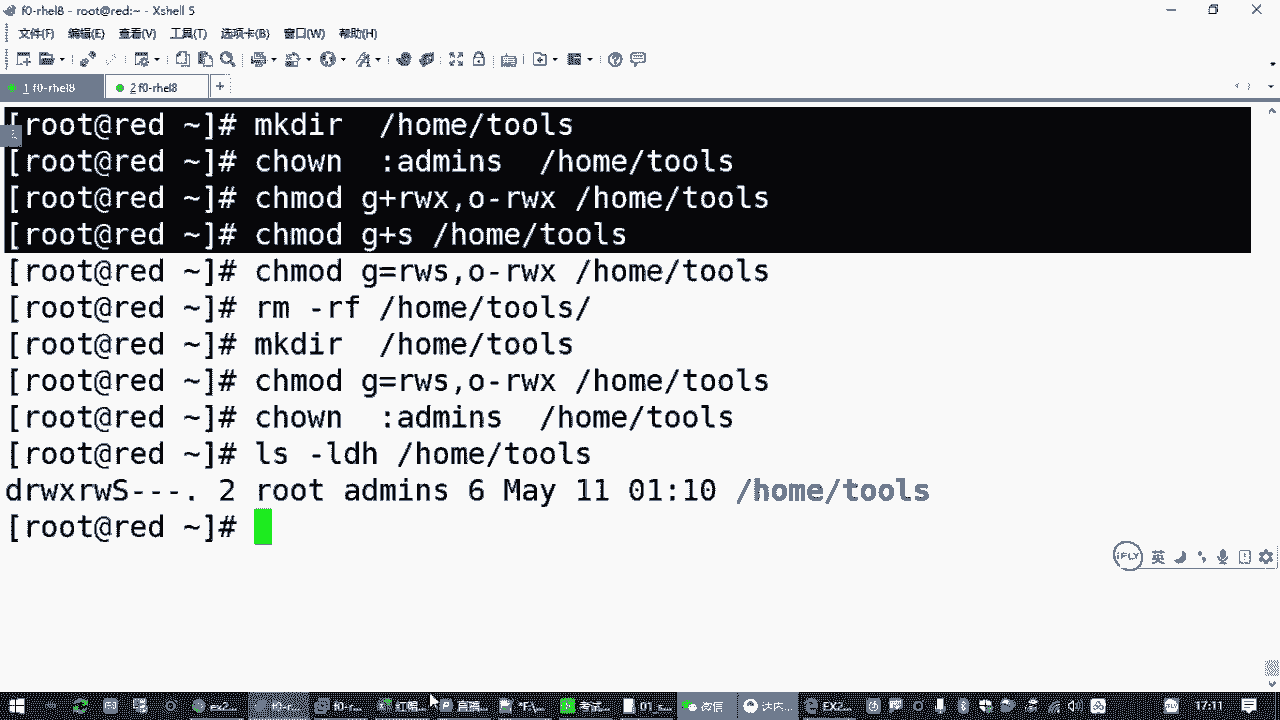 f0-rhel8 - root@red:~ - Xshell 5
文件(F) 编辑(E) 查看(V) 工具(T) 选项卡(B) 窗口(W) 帮助(H)
1 f0-rhel8 2 f0-rhel8 +
[root@red ~]# mkdir  /home/tools
[root@red ~]# chown  :admins  /home/tools
[root@red ~]# chmod g+rwx,o-rwx /home/tools
[root@red ~]# chmod g+s /home/tools
[root@red ~]# chmod g=rws,o-rwx /home/tools
[root@red ~]# rm -rf /home/tools/
[root@red ~]# mkdir  /home/tools
[root@red ~]# chmod g=rws,o-rwx /home/tools
[root@red ~]# chown  :admins  /home/tools
[root@red ~]# ls -ldh /home/tools
drwxrwS---. 2 root admins 6 May 11 01:10 /home/tools
[root@red ~]#
iFLY 英
ex2... f0-r... f0-r... 红帽... 直播... 考试... 01_... 微信 达内... EX2... 17:11